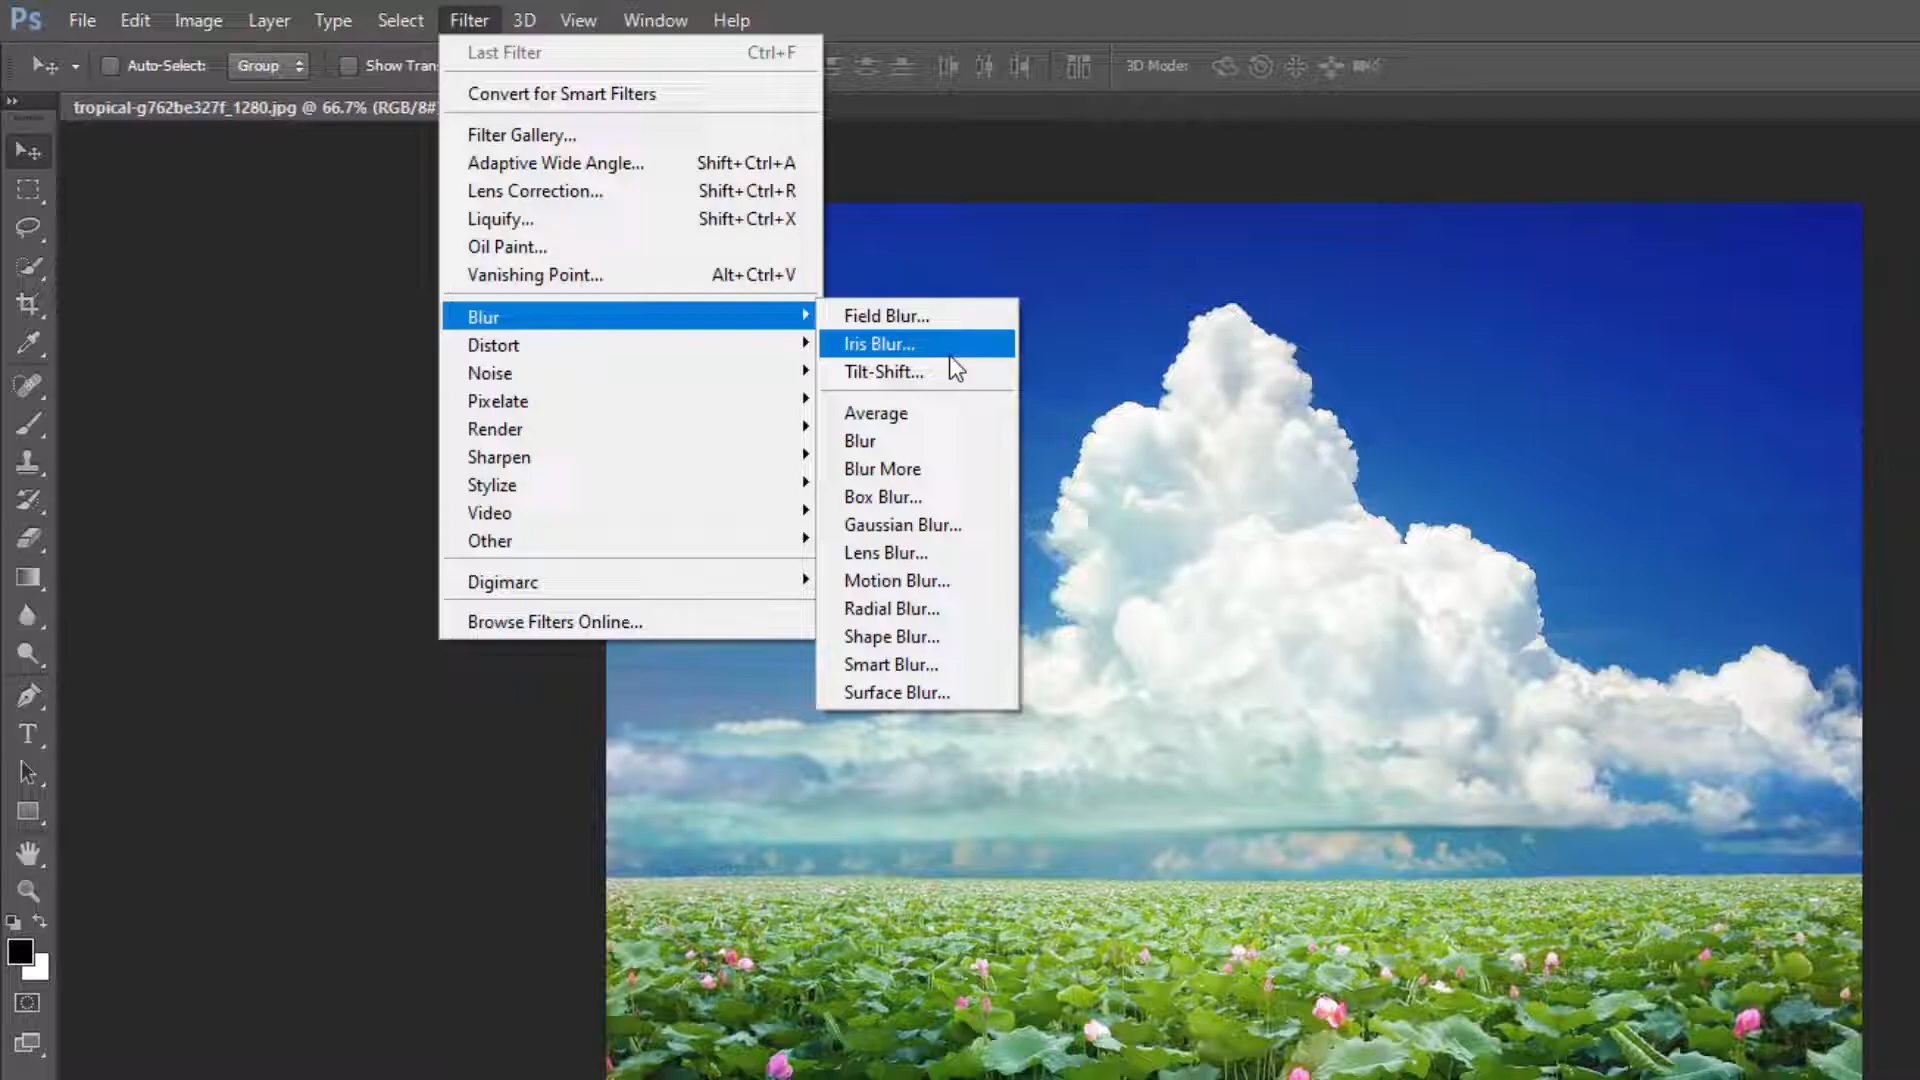 Ps File Edit Image Layer Type Select Filter 3D View Window Help
Auto-Select: Group Show Tran 3D Mode:
tropical-g762be327f_1280.jpg @ 66.7% (RGB/8#
Last Filter Ctrl+F
Convert for Smart Filters
Filter Gallery...
Adaptive Wide Angle... Shift+Ctrl+A
Lens Correction... Shift+Ctrl+R
Liquify... Shift+Ctrl+X
Oil Paint...
Vanishing Point... Alt+Ctrl+V
Blur
Distort
Noise
Pixelate
Render
Sharpen
Stylize
Video
Other
Digimarc
Browse Filters Online...
Field Blur...
Iris Blur...
Tilt-Shift...
Average
Blur
Blur More
Box Blur...
Gaussian Blur...
Lens Blur...
Motion Blur...
Radial Blur...
Shape Blur...
Smart Blur...
Surface Blur...
T